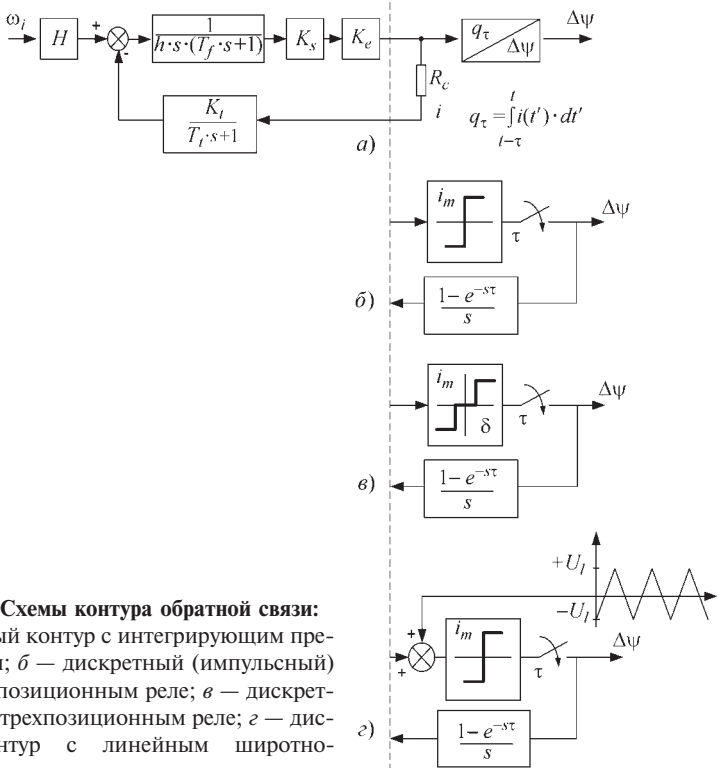 ω_i
H
+
-
1
h·s·(T_f·s+1)
K_s
K_e
q_τ
Δψ
Δψ
R_c
i
K_t
T_t·s+1
q_τ = ∫ i(t′)·dt′
t
t−τ
а)
i_m
τ
Δψ
1 − e^{−sτ}
s
б)
i_m
δ
τ
Δψ
1 − e^{−sτ}
s
в)
+U_l
−U_l
+
+
i_m
τ
Δψ
1 − e^{−sτ}
s
г)
Схемы контура обратной связи:
ый контур с интегрирующим пре-
; б — дискретный (импульсный)
позиционным реле; в — дискрет-
трехпозиционным реле; г — дис-
нтур с линейным широтно-